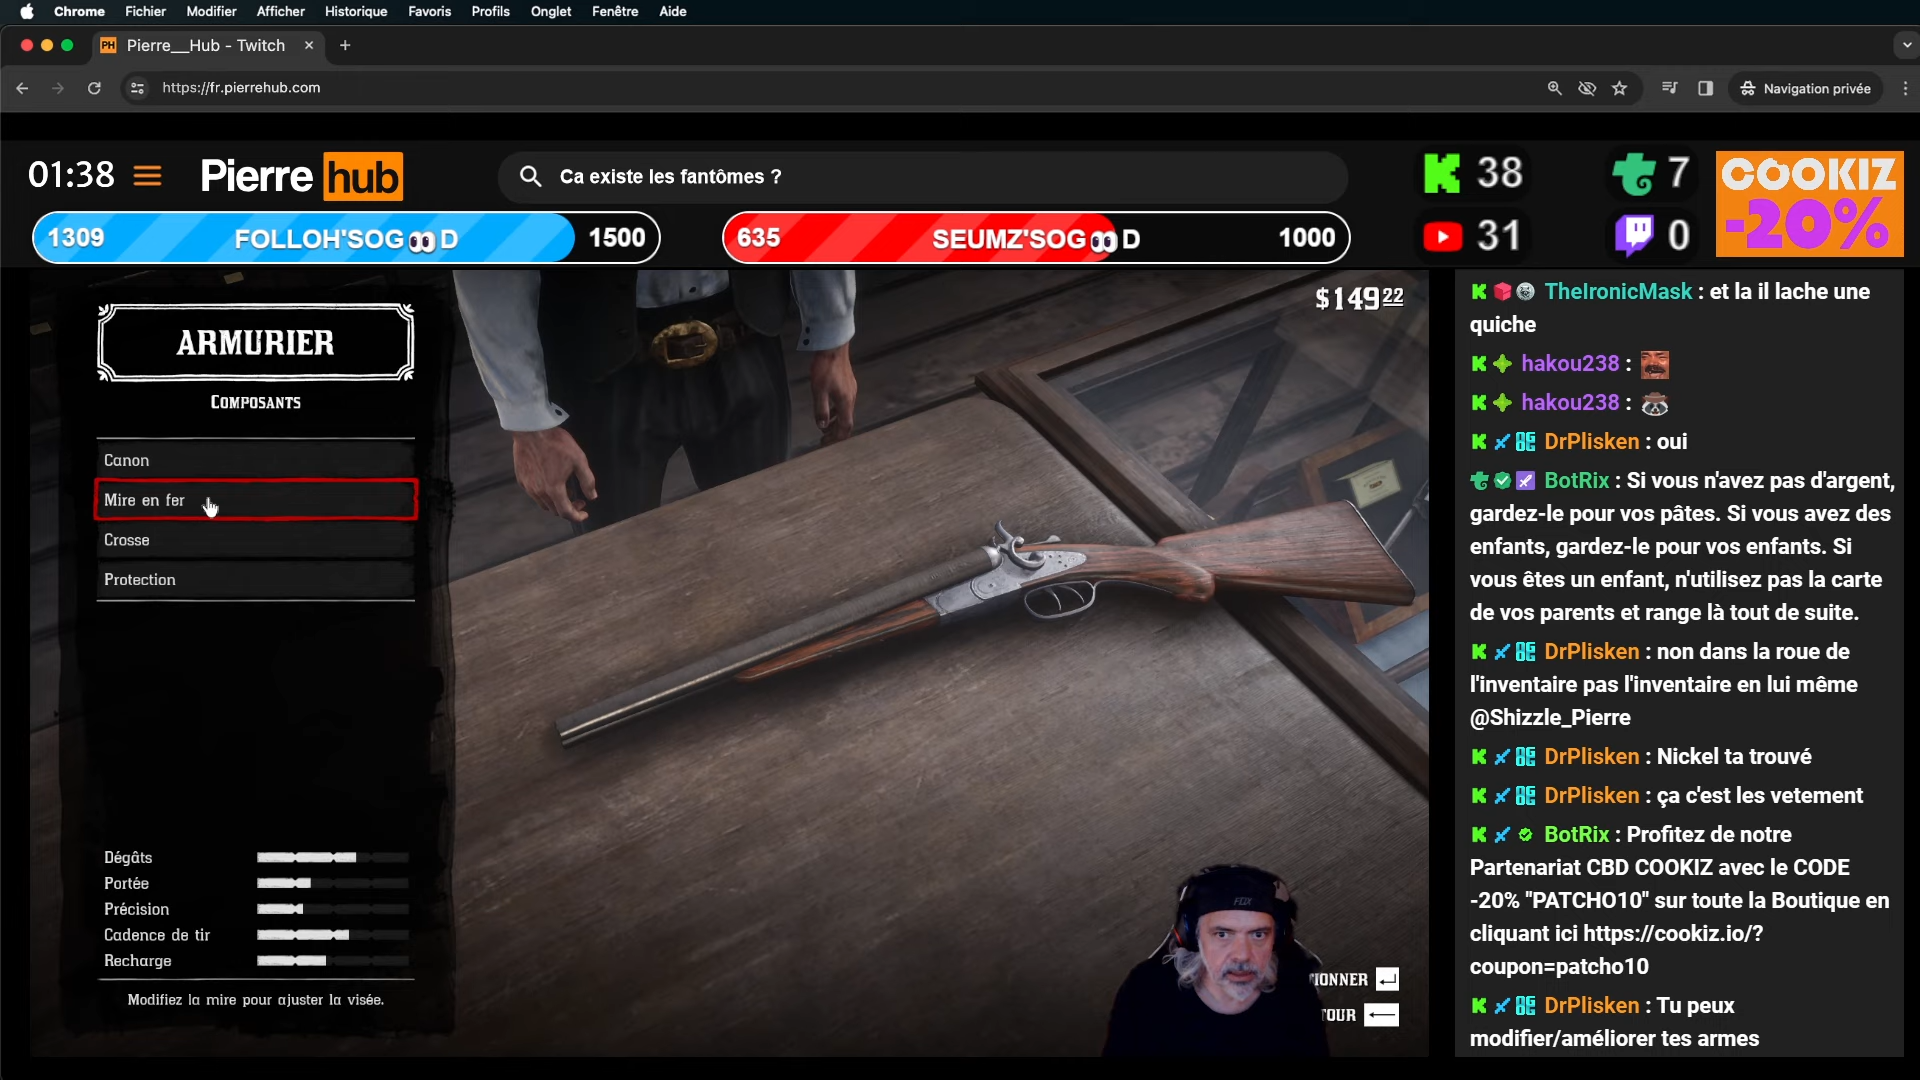 Chrome Fichier Modifier Afficher Historique Favoris Profils Onglet Fenêtre Aide
PH Pierre__Hub - Twitch
https://fr.pierrehub.com
Navigation privée
01:38
Pierre hub
Ca existe les fantômes ?
38
7
COOKIZ
-20%
1309 FOLLOH'SOG👀D 1500
635 SEUMZ'SOG👀D 1000
31
0
$149.22
ARMURIER
Composants
Canon
Mire en fer
Crosse
Protection
Dégâts
Portée
Précision
Cadence de tir
Recharge
Modifiez la mire pour ajuster la visée.
FOX
TheIronicMask : et la il lache une
quiche
hakou238 :
hakou238 :
DrPlisken : oui
BotRix : Si vous n'avez pas d'argent,
gardez-le pour vos pâtes. Si vous avez des
enfants, gardez-le pour vos enfants. Si
vous êtes un enfant, n'utilisez pas la carte
de vos parents et range là tout de suite.
DrPlisken : non dans la roue de
l'inventaire pas l'inventaire en lui même
@Shizzle_Pierre
DrPlisken : Nickel ta trouvé
DrPlisken : ça c'est les vetement
BotRix : Profitez de notre
Partenariat CBD COOKIZ avec le CODE
-20% "PATCHO10" sur toute la Boutique en
cliquant ici https://cookiz.io/?
coupon=patcho10
DrPlisken : Tu peux
modifier/améliorer tes armes